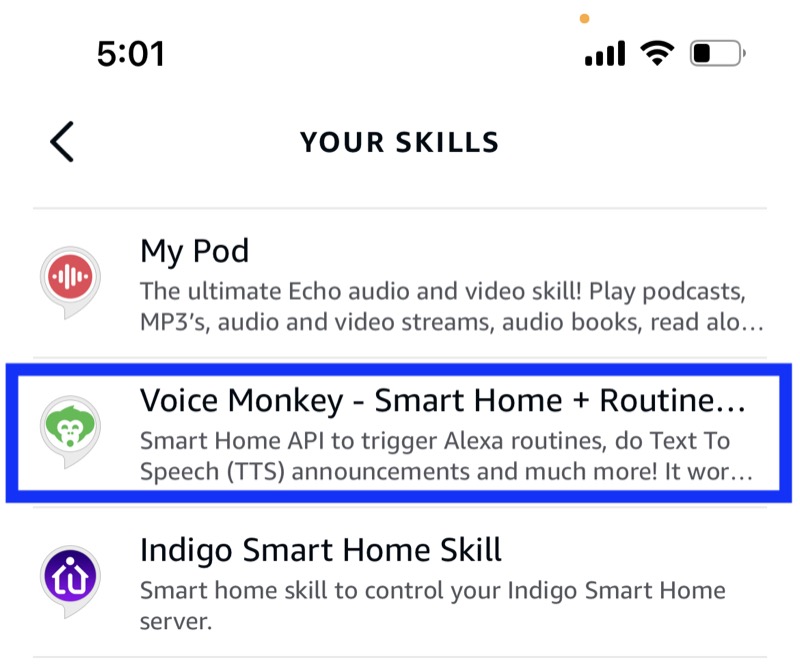 5:01
YOUR SKILLS
My Pod
The ultimate Echo audio and video skill! Play podcasts,
MP3’s, audio and video streams, audio books, read alo...
Voice Monkey - Smart Home + Routine...
Smart Home API to trigger Alexa routines, do Text To
Speech (TTS) announcements and much more! It wor...
Indigo Smart Home Skill
Smart home skill to control your Indigo Smart Home
server.